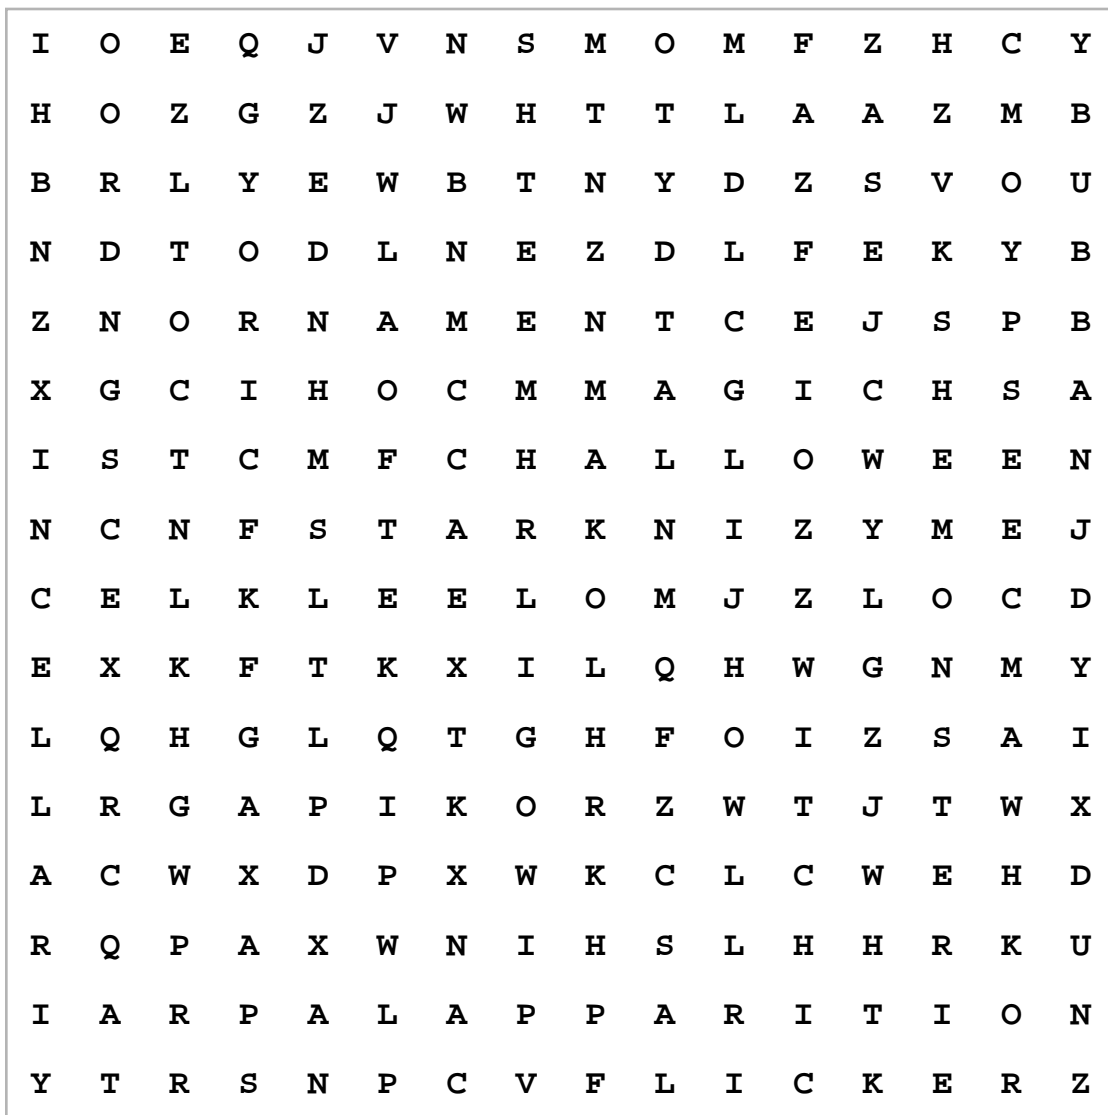 I O E Q J V N S M O M F Z H C Y
H O Z G Z J W H T T L A A Z M B
B R L Y E W B T N Y D Z S V O U
N D T O D L N E Z D L F E K Y B
Z N O R N A M E N T C E J S P B
X G C I H O C M M A G I C H S A
I S T C M F C H A L L O W E E N
N C N F S T A R K N I Z Y M E J
C E L K L E E L O M J Z L O C D
E X K F T K X I L Q H W G N M Y
L Q H G L Q T G H F O I Z S A I
L R G A P I K O R Z W T J T W X
A C W X D P X W K C L C W E H D
R Q P A X W N I H S L H H R K U
I A R P A L A P P A R I T I O N
Y T R S N P C V F L I C K E R Z